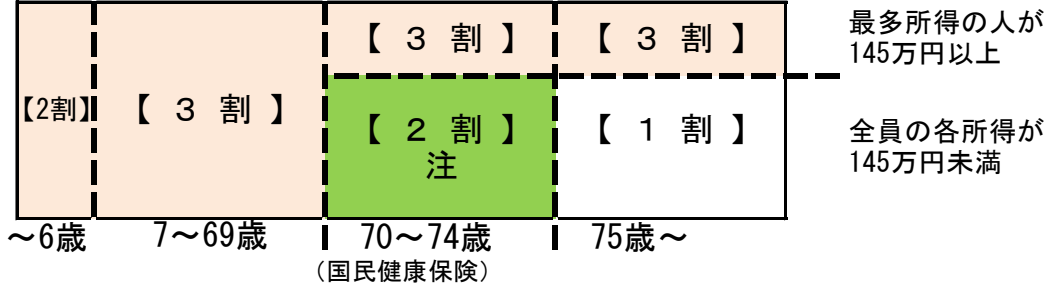 【 3 割 】
【 3 割 】
最多所得の人が
145万円以上
【2割】
【 3 割 】
【 2 割 】
注
【 1 割 】
全員の各所得が
145万円未満
~6歳
7~69歳
70~74歳
75歳~
(国民健康保険)